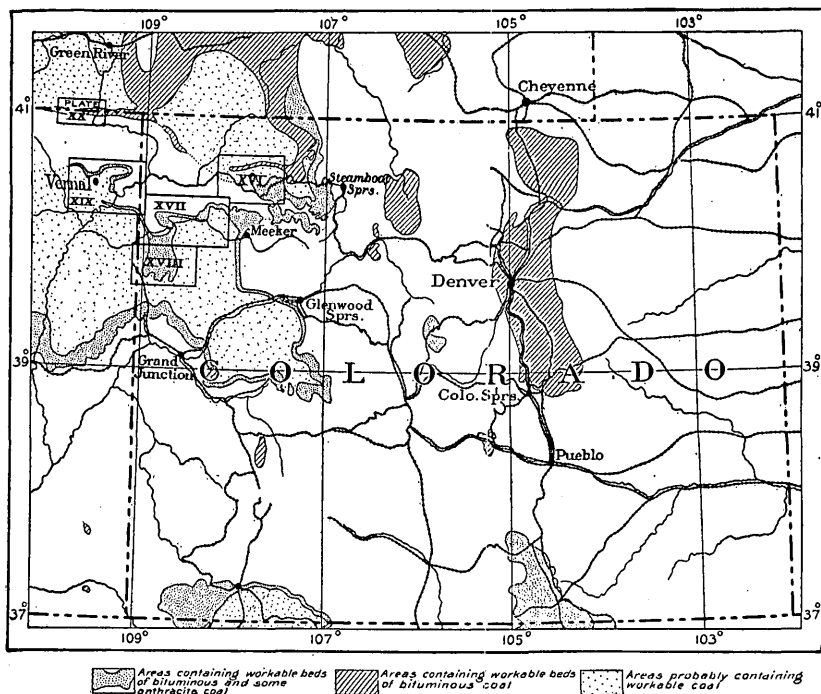 109° 107° 105° 103°
Green River
Cheyenne
41° 41°
PLATE
XX
Vernal
XIX
XVI
Steamboat
Sprs.
XVII
Meeker
XVIII
Denver
Glenwood
Sprs.
39° 39°
Grand
Junction
COLORADO
Colo. Sprs.
Pueblo
37° 37°
109° 107° 105° 103°
Areas containing workable beds
of bituminous and some
anthracite coal
Areas containing workable beds
of bituminous coal
Areas probably containing
workable coal